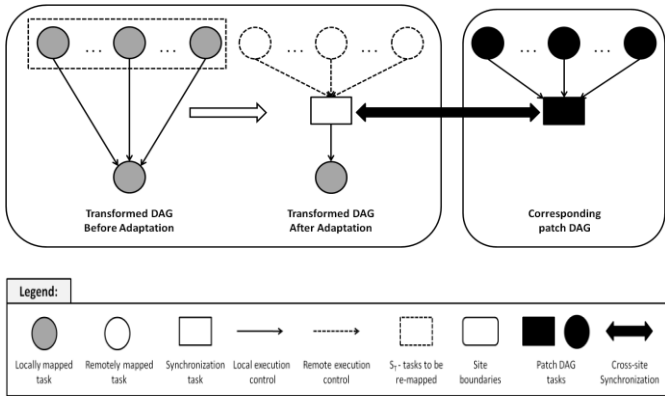 ... ... ... ... ... ...
Transformed DAG Before Adaptation
Transformed DAG After Adaptation
Corresponding patch DAG
Legend:
Locally mapped task
Remotely mapped task
Synchronization task
Local execution control
Remote execution control
S_T - tasks to be re-mapped
Site boundaries
Patch DAG tasks
Cross-site Synchronization